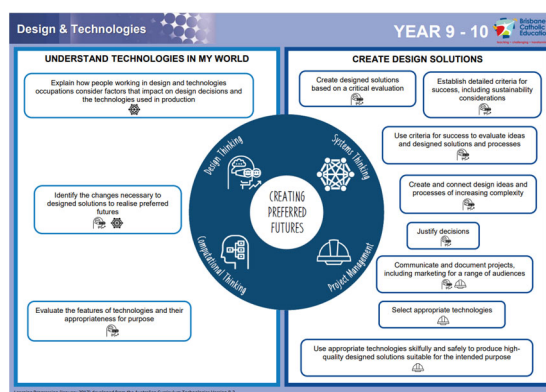 Design & Technologies
YEAR 9 - 10
Brisbane
Catholic
Education
UNDERSTAND TECHNOLOGIES IN MY WORLD
Explain how people working in design and technologies
occupations consider factors that impact on design decisions and
the technologies used in production
Identify the changes necessary to
designed solutions to realise preferred
futures
Evaluate the features of technologies and their
appropriateness for purpose
Design Thinking
Systems Thinking
Computational Thinking
Project Management
CREATING
PREFERRED
FUTURES
CREATE DESIGN SOLUTIONS
Create designed solutions
based on a critical evaluation
Establish detailed criteria for
success, including sustainability
considerations
Use criteria for success to evaluate ideas
and designed solutions and processes
Create and connect design ideas and
processes of increasing complexity
Justify decisions
Communicate and document projects,
including marketing for a range of audiences
Select appropriate technologies
Use appropriate technologies skilfully and safely to produce high-
quality designed solutions suitable for the intended purpose